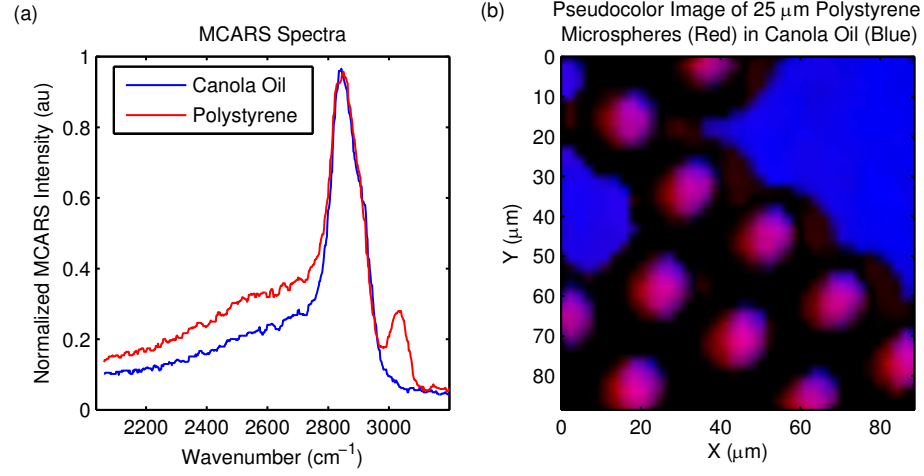 (a)
MCARS Spectra
Normalized MCARS Intensity (au)
1
0.8
0.6
0.4
0.2
0
Canola Oil
Polystyrene
2200 2400 2600 2800 3000
Wavenumber (cm⁻¹)
(b)
Pseudocolor Image of 25 μm Polystyrene
Microspheres (Red) in Canola Oil (Blue)
Y (μm)
0
10
20
30
40
50
60
70
80
0 20 40 60 80
X (μm)